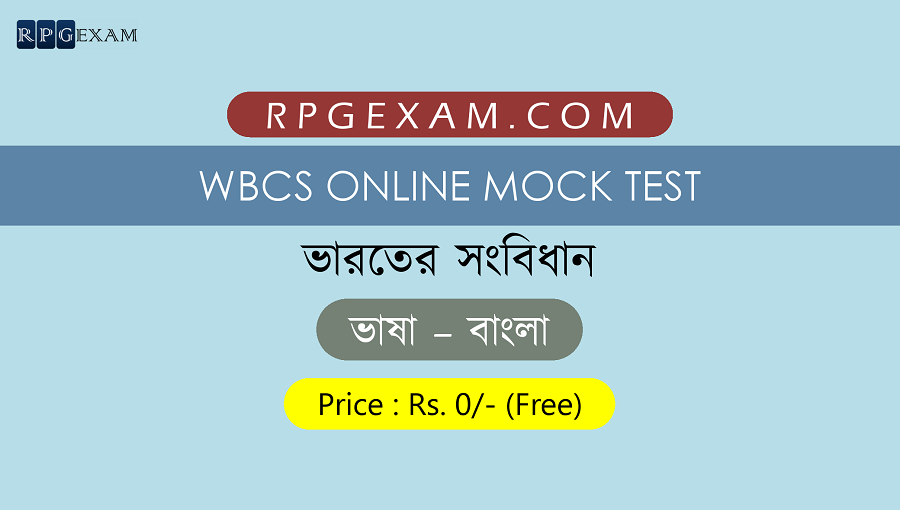 RPGEXAM
RPGEXAM.COM
WBCS ONLINE MOCK TEST
ভারতের সংবিধান
ভাষা – বাংলা
Price : Rs. 0/- (Free)